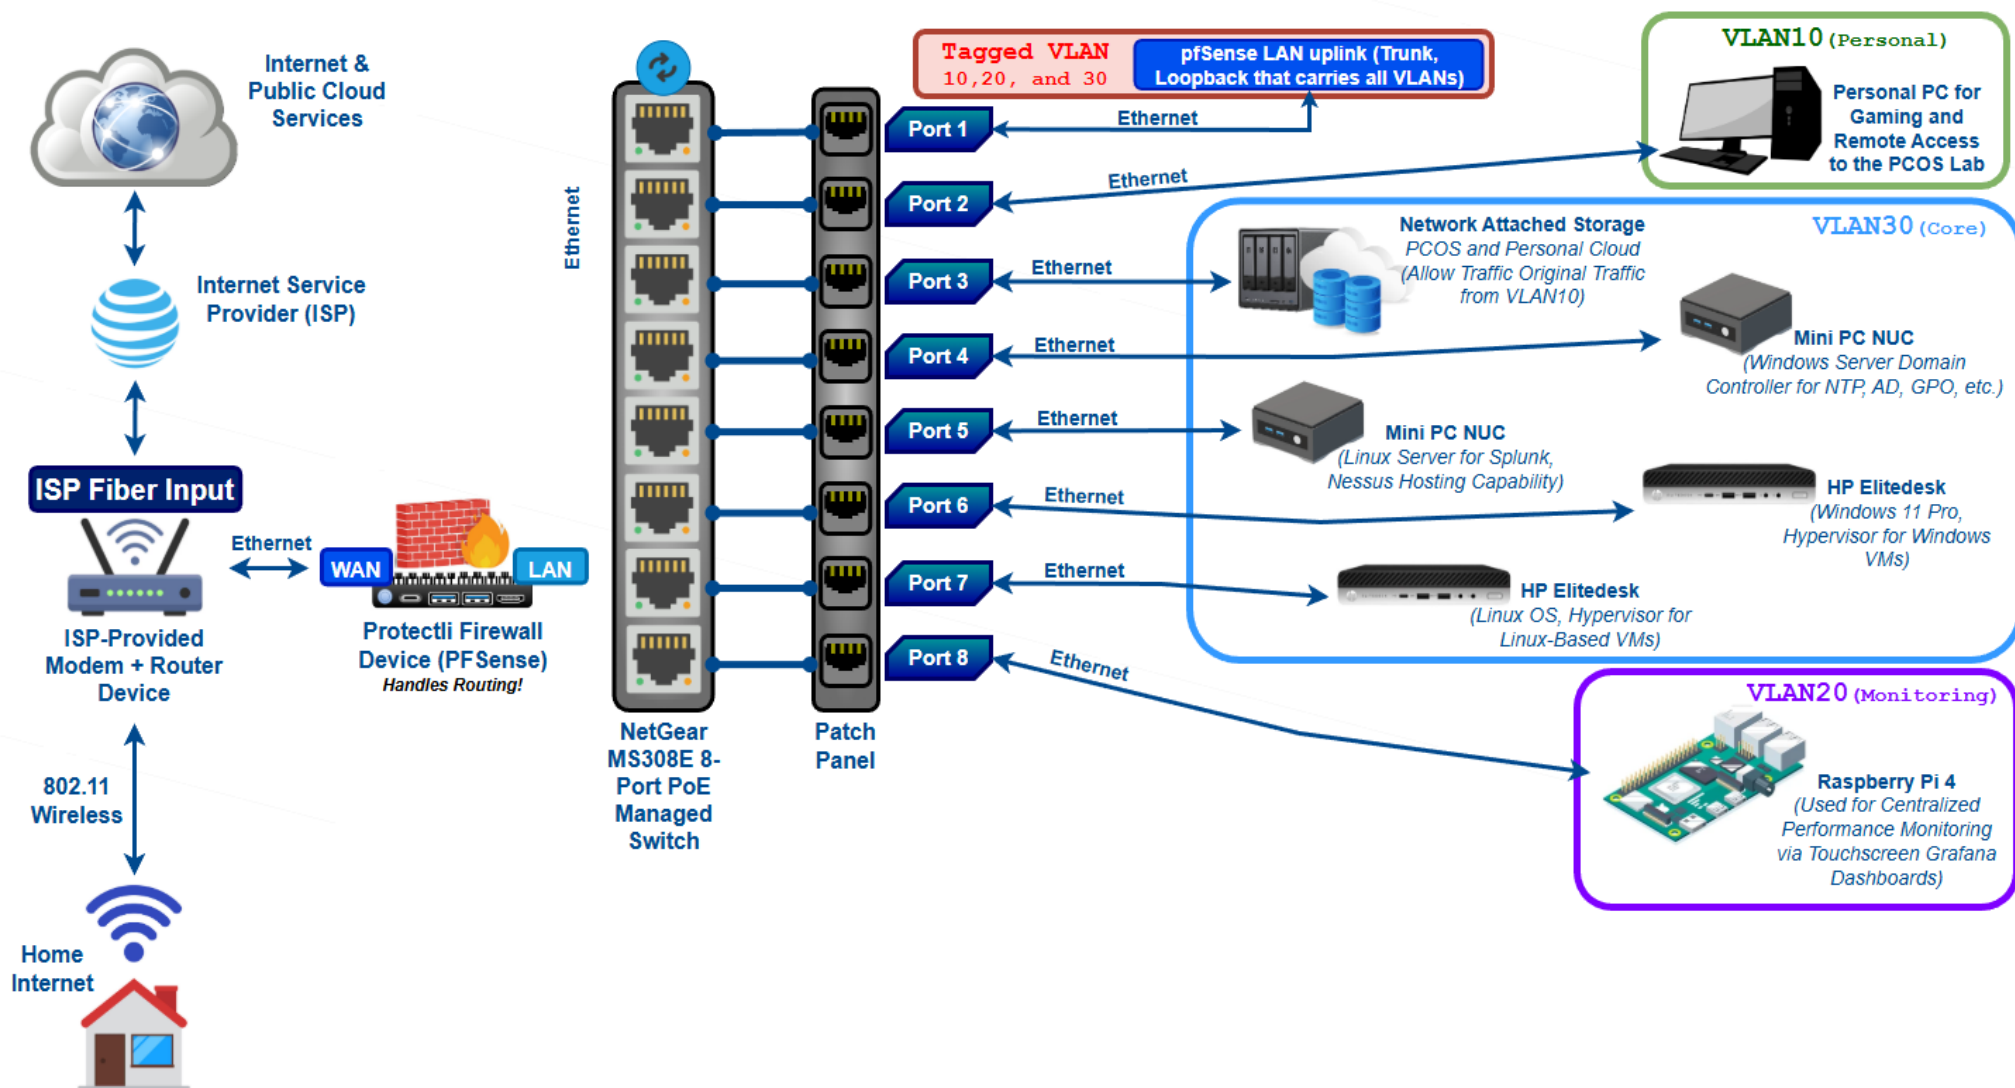 Internet &
Public Cloud
Services
Internet Service
Provider (ISP)
ISP Fiber Input
Ethernet
ISP-Provided
Modem + Router
Device
802.11
Wireless
Home
Internet
WAN
LAN
Protectli Firewall
Device (PFSense)
Handles Routing!
Ethernet
NetGear
MS308E 8-
Port PoE
Managed
Switch
Patch
Panel
Tagged VLAN
10,20, and 30
pfSense LAN uplink (Trunk,
Loopback that carries all VLANs)
Port 1
Ethernet
Port 2
Ethernet
Port 3
Ethernet
Port 4
Ethernet
Port 5
Ethernet
Port 6
Ethernet
Port 7
Ethernet
Port 8
Ethernet
VLAN10 (Personal)
Personal PC for
Gaming and
Remote Access
to the PCOS Lab
VLAN30 (Core)
Network Attached Storage
PCOS and Personal Cloud
(Allow Traffic Original Traffic
from VLAN10)
Mini PC NUC
(Windows Server Domain
Controller for NTP, AD, GPO, etc.)
Mini PC NUC
(Linux Server for Splunk,
Nessus Hosting Capability)
HP Elitedesk
(Windows 11 Pro,
Hypervisor for Windows
VMs)
HP Elitedesk
(Linux OS, Hypervisor for
Linux-Based VMs)
VLAN20 (Monitoring)
Raspberry Pi 4
(Used for Centralized
Performance Monitoring
via Touchscreen Grafana
Dashboards)